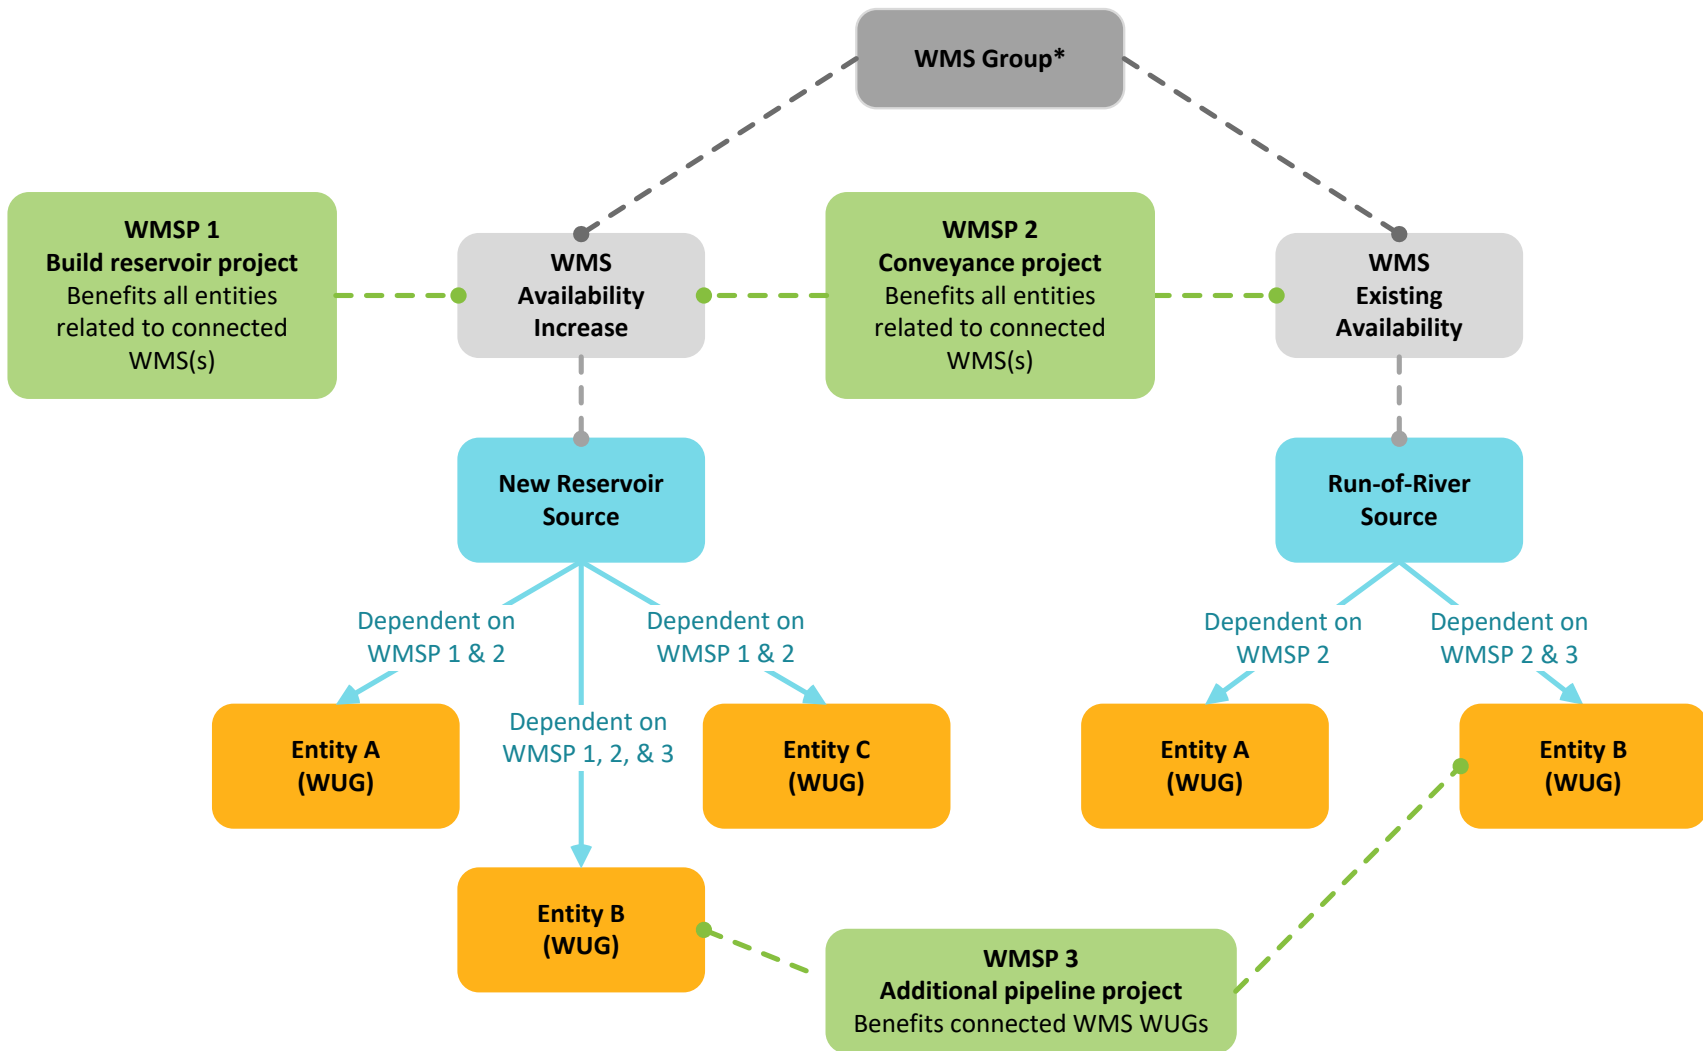 WMS Group*
WMSP 1
Build reservoir project
Benefits all entities
related to connected
WMS(s)
WMS
Availability
Increase
WMSP 2
Conveyance project
Benefits all entities
related to connected
WMS(s)
WMS
Existing
Availability
New Reservoir
Source
Run-of-River
Source
Dependent on
WMSP 1 & 2
Dependent on
WMSP 1, 2, & 3
Dependent on
WMSP 1 & 2
Dependent on
WMSP 2
Dependent on
WMSP 2 & 3
Entity A
(WUG)
Entity C
(WUG)
Entity A
(WUG)
Entity B
(WUG)
Entity B
(WUG)
WMSP 3
Additional pipeline project
Benefits connected WMS WUGs